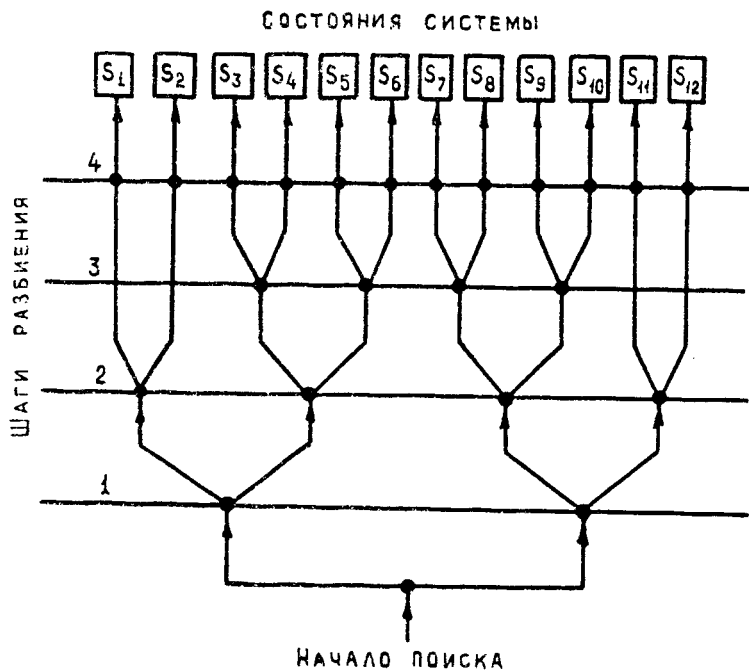 СОСТОЯНИЯ СИСТЕМЫ
S1 S2 S3 S4 S5 S6 S7 S8 S9 S10 S11 S12
4
3
2
1
ШАГИ РАЗБИЕНИЯ
НАЧАЛО ПОИСКА